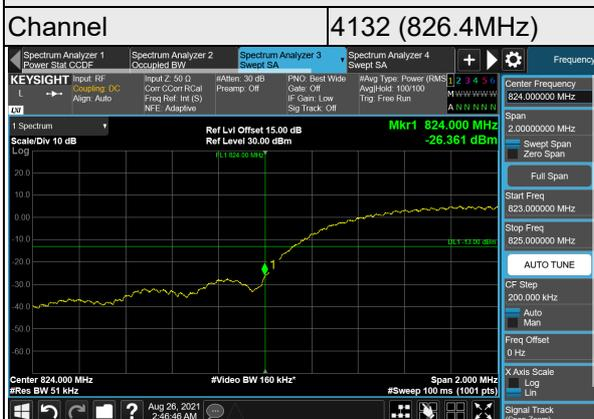 Channel 4132 (826.4MHz)
Spectrum Analyzer 1 Spectrum Analyzer 2 Spectrum Analyzer 3 Spectrum Analyzer 4 Frequency
Power Stat CCDF Occupied BW Swept SA Swept SA
KEYSIGHT Input: RF Input Z: 50 Ω #Atten: 30 dB PNO: Best Wide #Avg Type: Power (RMS 1 2 3 4 5 6
L Coupling: DC Corr CCorr RCal Preamp: Off Gate: Off Avg|Hold: 100/100 M W W W W W
Align: Auto Freq Ref: Int (S) IF Gain: Low Trig: Free Run
LXI NFE: Adaptive Sig Track: Off A N N N N N
1 Spectrum Ref Lvl Offset 15.00 dB Mkr1 824.000 MHz
Scale/Div 10 dB Ref Level 30.00 dBm -26.361 dBm
Log FL1 824.00 MHz
20.0
10.0
0.00
-10.0
DL1 -13.00 dBm
-20.0
1
-30.0
-40.0
-50.0
-60.0
Center 824.000 MHz #Video BW 160 kHz* Span 2.000 MHz
#Res BW 51 kHz #Sweep 100 ms (1001 pts)
Aug 26, 2021
2:46:46 AM
Center Frequency
824.000000 MHz
Span
2.00000000 MHz
Swept Span
Zero Span
Full Span
Start Freq
823.000000 MHz
Stop Freq
825.000000 MHz
AUTO TUNE
CF Step
200.000 kHz
Auto
Man
Freq Offset
0 Hz
X Axis Scale
Log
Lin
Signal Track